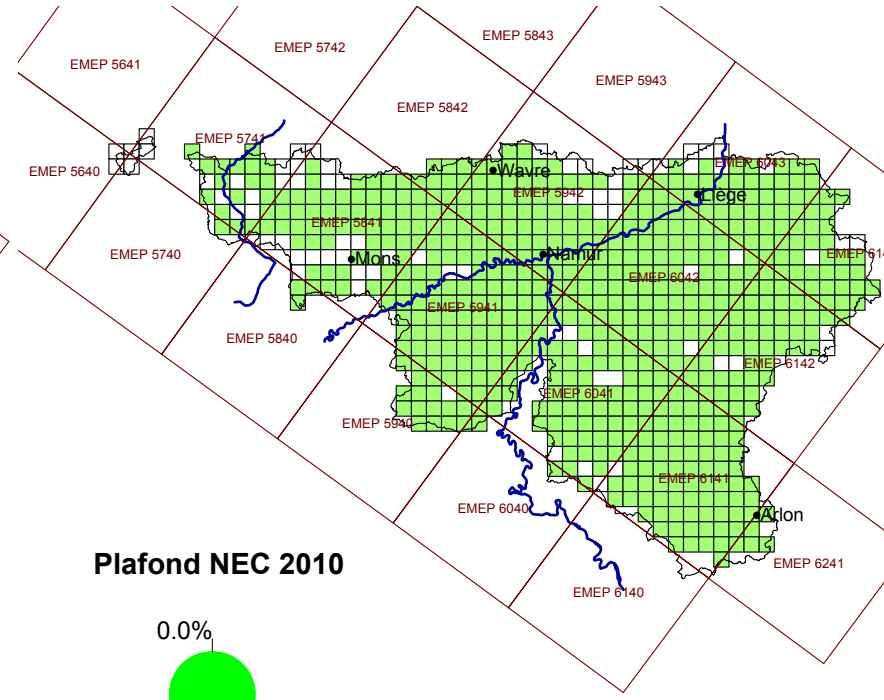 EMEP 5843
EMEP 5742
EMEP 5641
EMEP 5943
EMEP 5842
EMEP 5741
EMEP 6043
EMEP 5640
Wavre
EMEP 5942
Liège
EMEP 5841
EMEP 5740
Mons
Namur
EMEP 614
EMEP 6042
EMEP 5941
EMEP 5840
EMEP 6142
EMEP 6041
EMEP 5940
EMEP 6141
EMEP 6040
Arlon
EMEP 6241
Plafond NEC 2010
EMEP 6140
0.0%